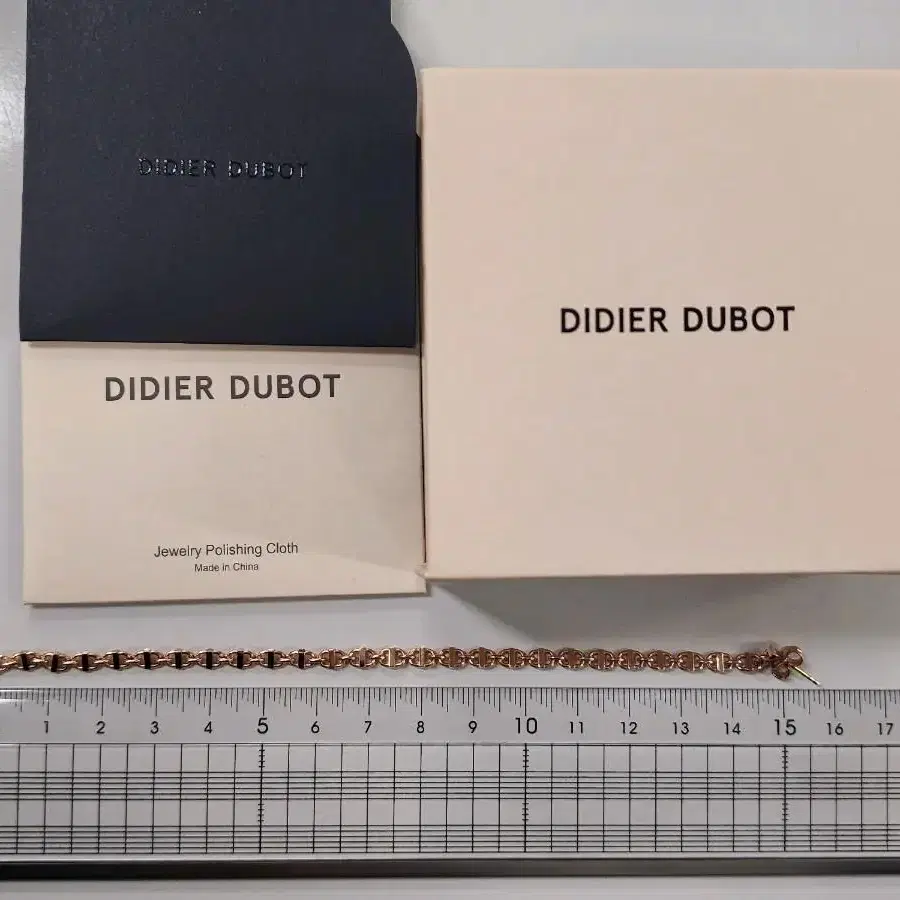 DIDIER DUBOT
DIDIER DUBOT
Jewelry Polishing Cloth
Made in China
DIDIER DUBOT
1 2 3 4 5 6 7 8 9 10 11 12 13 14 15 16 17